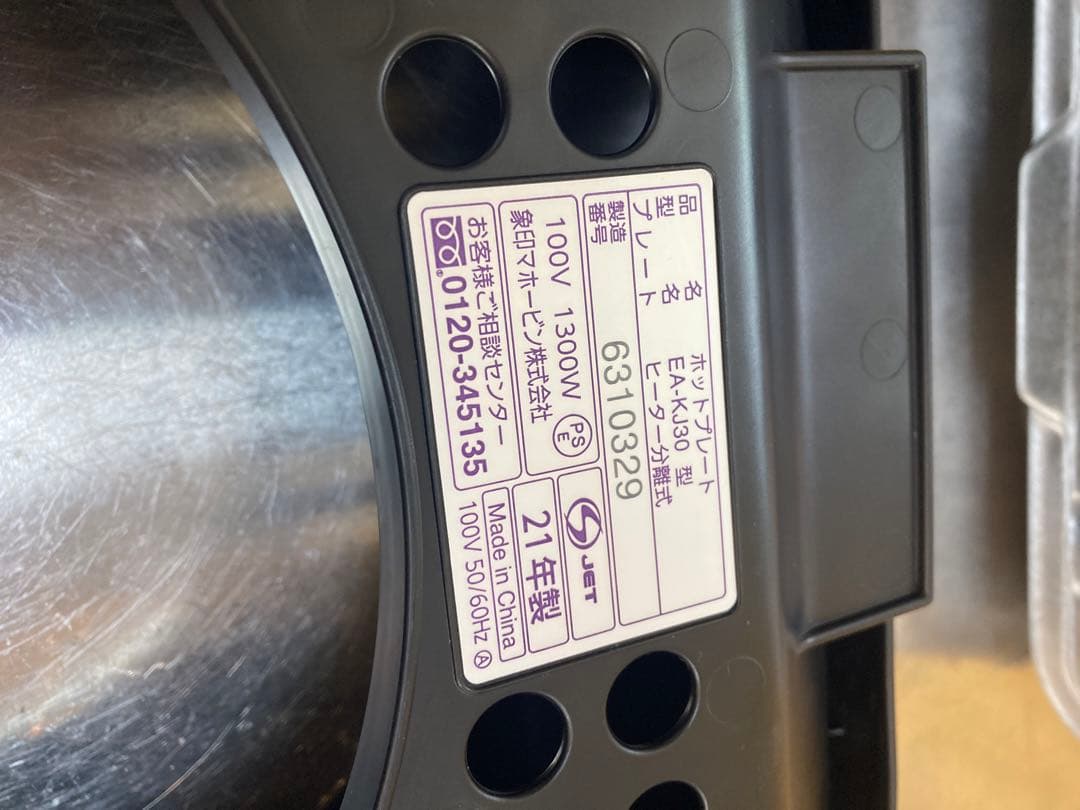 品名 ホットプレート
型名 EA-KJ30 型
プレート ヒーター分離式
製造番号 6310329
100V 1300W PSE
象印マホービン株式会社
JET
21年製
お客様ご相談センター
0120-345135
Made in China
100V 50/60Hz Ⓐ